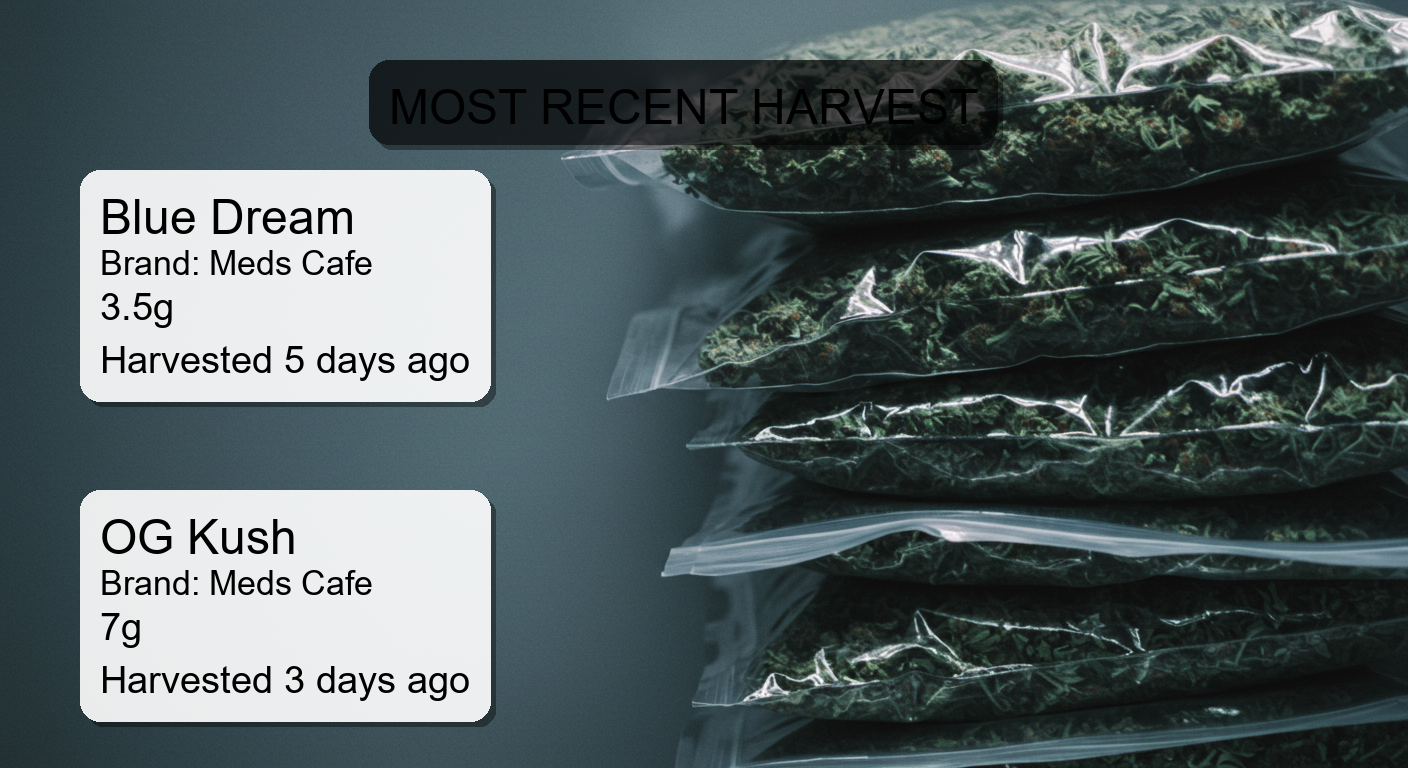 MOST RECENT HARVEST
Blue Dream
Brand: Meds Cafe
3.5g
Harvested 5 days ago
OG Kush
Brand: Meds Cafe
7g
Harvested 3 days ago